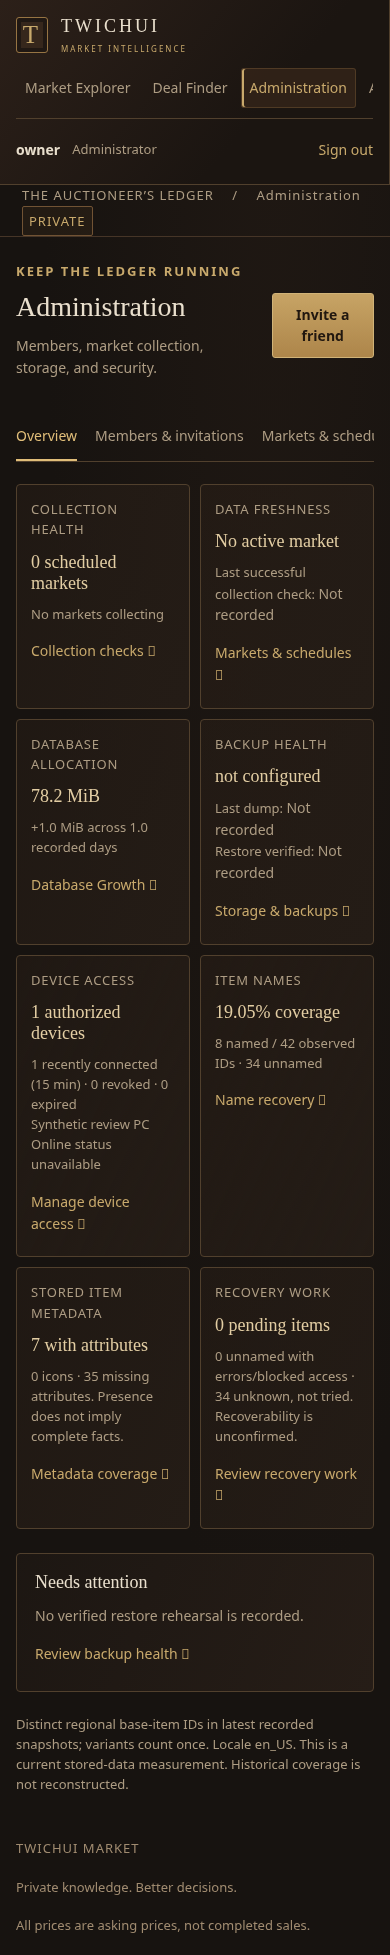 T
TWICHUI
MARKET INTELLIGENCE
Market Explorer Deal Finder Administration
owner Administrator Sign out
THE AUCTIONEER'S LEDGER / Administration
PRIVATE
KEEP THE LEDGER RUNNING
Administration
Members, market collection,
storage, and security.
Invite a
friend
Overview Members & invitations Markets & schedu
COLLECTION
HEALTH
0 scheduled
markets
No markets collecting
Collection checks
DATA FRESHNESS
No active market
Last successful
collection check: Not
recorded
Markets & schedules
DATABASE
ALLOCATION
78.2 MiB
+1.0 MiB across 1.0
recorded days
Database Growth
BACKUP HEALTH
not configured
Last dump: Not
recorded
Restore verified: Not
recorded
Storage & backups
DEVICE ACCESS
1 authorized
devices
1 recently connected
(15 min) · 0 revoked · 0
expired
Synthetic review PC
Online status
unavailable
Manage device
access
ITEM NAMES
19.05% coverage
8 named / 42 observed
IDs · 34 unnamed
Name recovery
STORED ITEM
METADATA
7 with attributes
0 icons · 35 missing
attributes. Presence
does not imply
complete facts.
Metadata coverage
RECOVERY WORK
0 pending items
0 unnamed with
errors/blocked access ·
34 unknown, not tried.
Recoverability is
unconfirmed.
Review recovery work
Needs attention
No verified restore rehearsal is recorded.
Review backup health
Distinct regional base-item IDs in latest recorded
snapshots; variants count once. Locale en_US. This is a
current stored-data measurement. Historical coverage is
not reconstructed.
TWICHUI MARKET
Private knowledge. Better decisions.
All prices are asking prices, not completed sales.